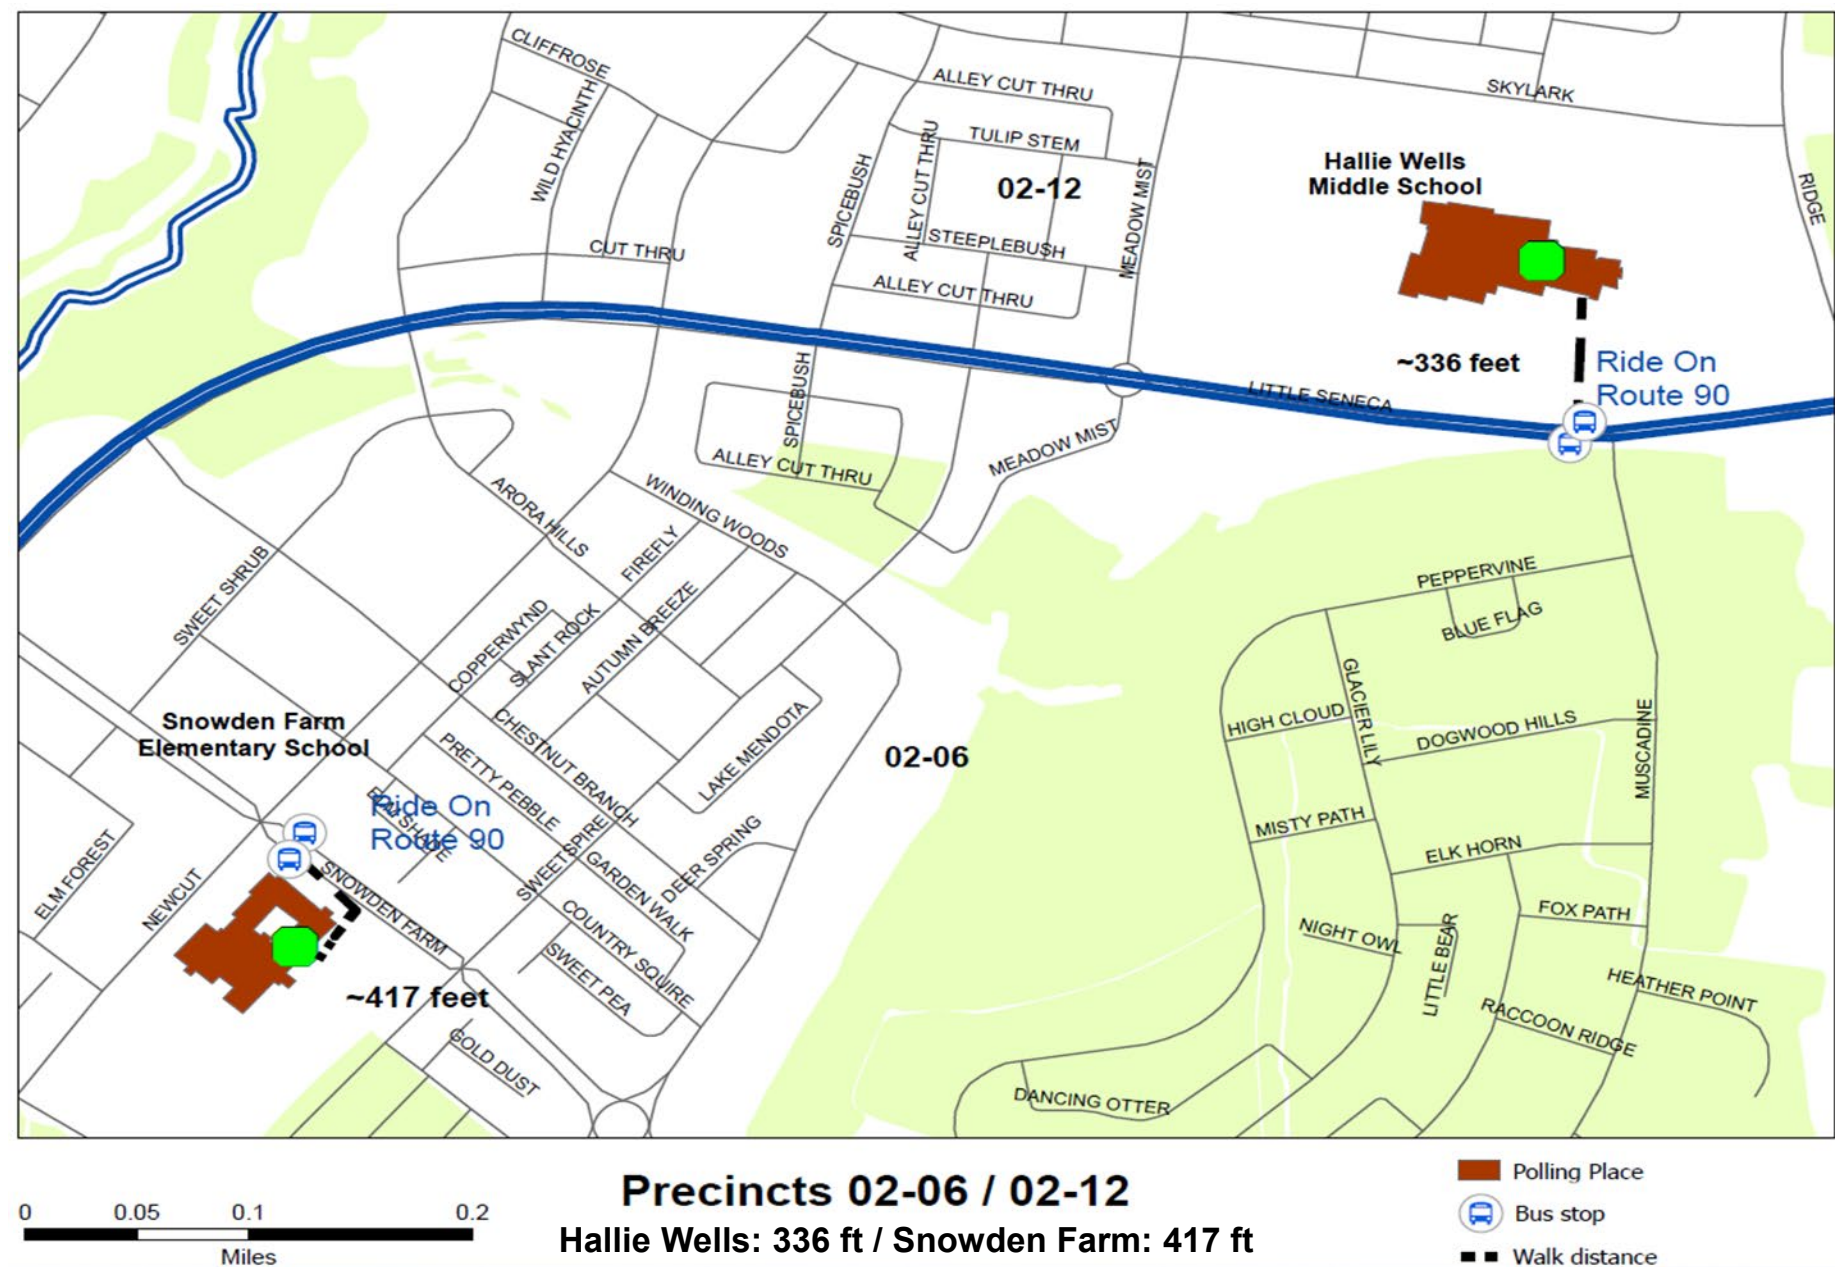 CLIFFROSE
ALLEY CUT THRU
SKYLARK
WILD HYACINTH
TULIP STEM
ALLEY CUT THRU
SPICEBUSH
02-12
MEADOW MIST
Hallie Wells
Middle School
RIDGE
CUT THRU
STEEPLEBUSH
ALLEY CUT THRU
~336 feet
Ride On
Route 90
LITTLE SENECA
SPICEBUSH
MEADOW MIST
ALLEY CUT THRU
ARORA HILLS
WINDING WOODS
FIREFLY
SWEET SHRUB
COPPERWYND
SLANT ROCK
AUTUMN BREEZE
PEPPERVINE
BLUE FLAG
GLACIER LILY
HIGH CLOUD
DOGWOOD HILLS
MUSCADINE
Snowden Farm
Elementary School
CHESTNUT BRANCH
PRETTY PEBBLE
LAKE MENDOTA
02-06
Ride On
Route 90
MISTY PATH
ELK HORN
ELM FOREST
NEWCUT
SNOWDEN FARM
SWEETSPIRE
GARDEN WALK
DEER SPRING
COUNTRY SQUIRE
SWEET PEA
FOX PATH
NIGHT OWL
LITTLE BEAR
HEATHER POINT
RACCOON RIDGE
~417 feet
GOLD DUST
DANCING OTTER
Precincts 02-06 / 02-12
Hallie Wells: 336 ft / Snowden Farm: 417 ft
0 0.05 0.1 0.2
Miles
Polling Place
Bus stop
Walk distance